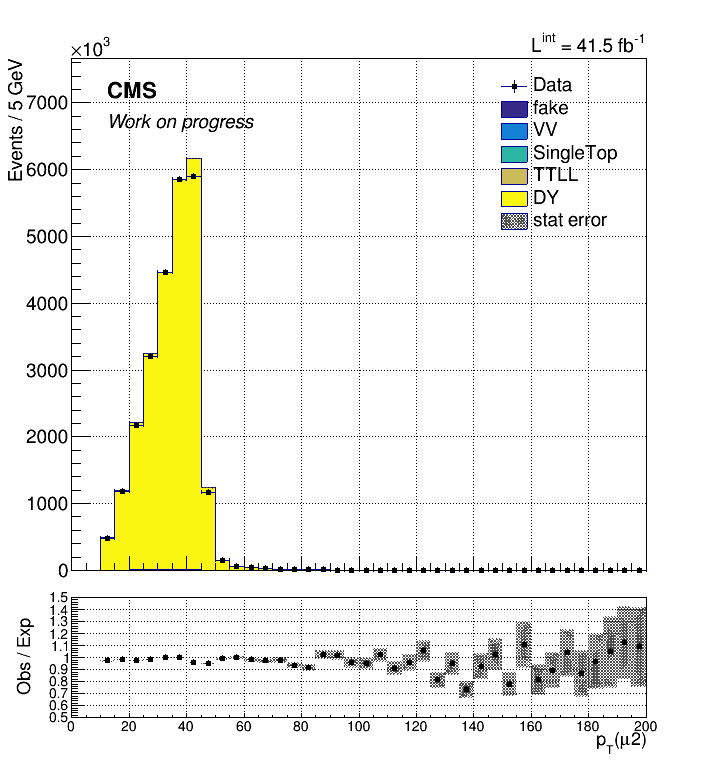 ×10³
L^int = 41.5 fb⁻¹
Events / 5 GeV
7000
6000
5000
4000
3000
2000
1000
0
CMS
Work on progress
Data
fake
VV
SingleTop
TTLL
DY
stat error
Obs / Exp
1.5
1.4
1.3
1.2
1.1
1
0.9
0.8
0.7
0.6
0.5
0 20 40 60 80 100 120 140 160 180 200
p_T(μ2)